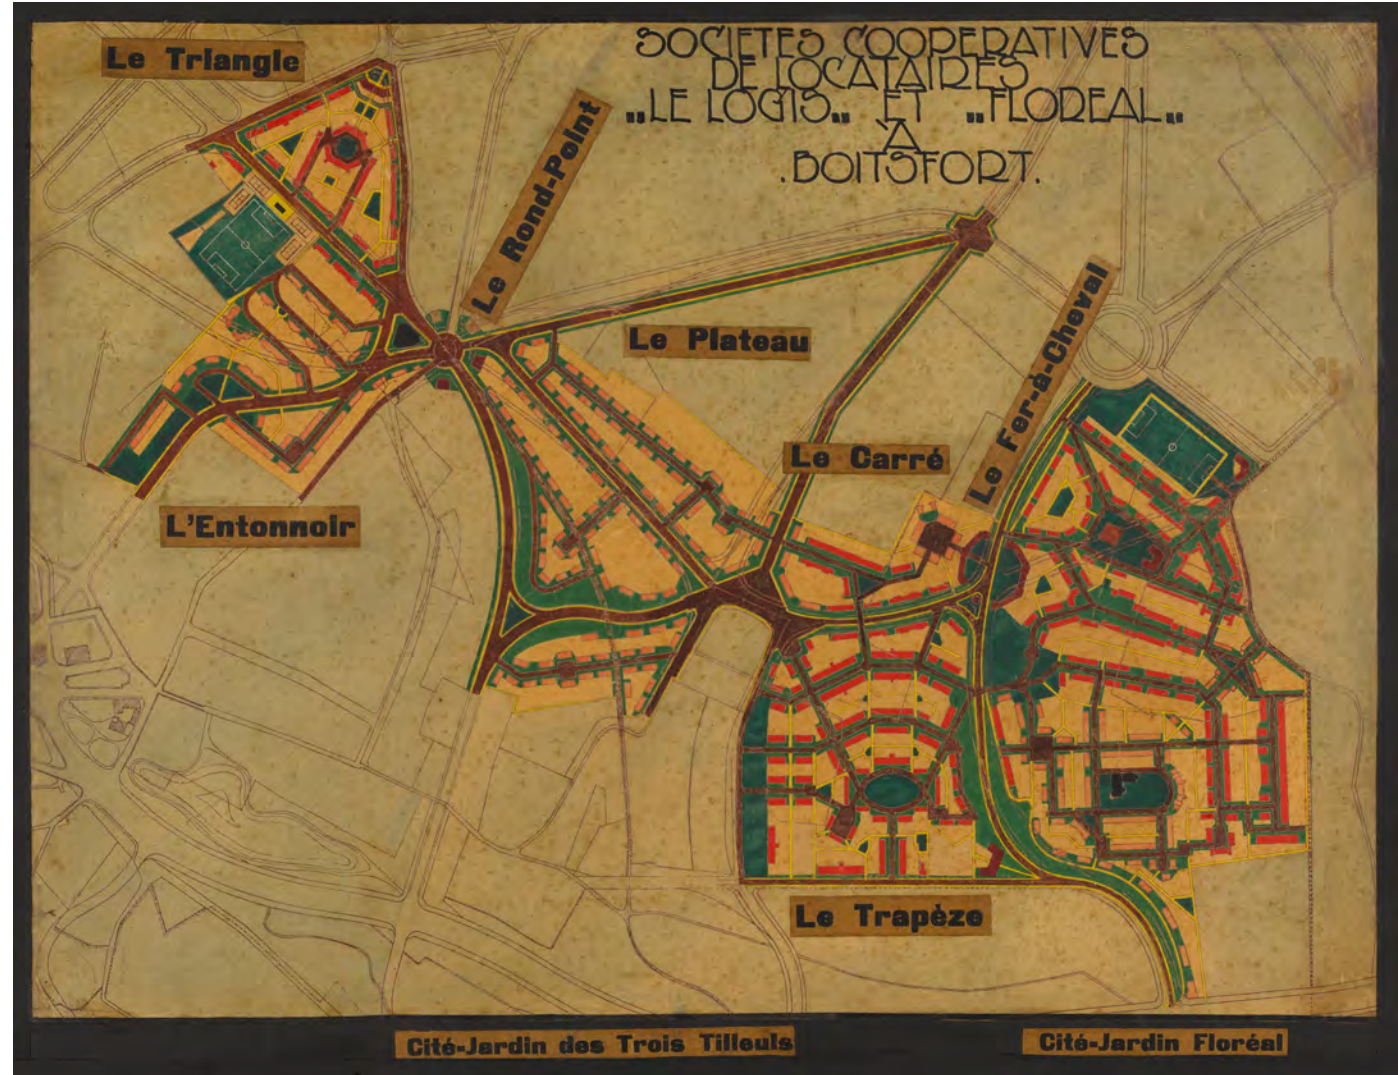 SOCIETES COOPERATIVES
DE LOCATAIRES
„LE LOGIS„ ET „FLOREAL„
À
.BOITSFORT.
Le Triangle
Le Rond-Point
Le Plateau
Le Fer-à-Cheval
Le Carré
L'Entonnoir
Le Trapèze
Cité-Jardin des Trois Tilleuls
Cité-Jardin Floréal